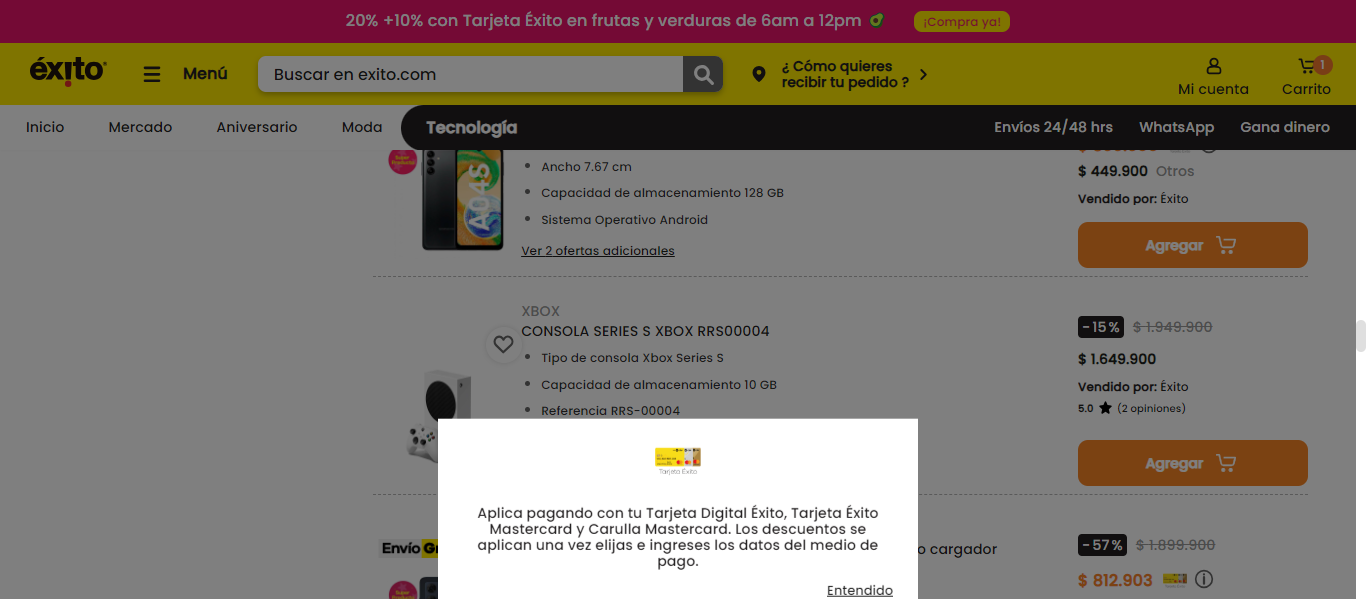 20% +10% con Tarjeta Éxito en frutas y verduras de 6am a 12pm ¡Compra ya!
éxito
Menú
Buscar en exito.com
¿ Cómo quieres
recibir tu pedido ?
1
Mi cuenta
Carrito
Inicio Mercado Aniversario Moda Tecnología Envíos 24/48 hrs WhatsApp Gana dinero
A04S
Ancho 7.67 cm
Capacidad de almacenamiento 128 GB
Sistema Operativo Android
Ver 2 ofertas adicionales
$ 449.900 Otros
Vendido por: Éxito
Agregar
XBOX
CONSOLA SERIES S XBOX RRS00004
Tipo de consola Xbox Series S
Capacidad de almacenamiento 10 GB
Referencia RRS-00004
-15% $ 1.949.900
$ 1.649.900
Vendido por: Éxito
5.0 (2 opiniones)
Agregar
Tarjeta Éxito
Aplica pagando con tu Tarjeta Digital Éxito, Tarjeta Éxito
Mastercard y Carulla Mastercard. Los descuentos se
aplican una vez elijas e ingreses los datos del medio de
pago.
Entendido
Envío
o cargador
-57% $ 1.899.900
$ 812.903